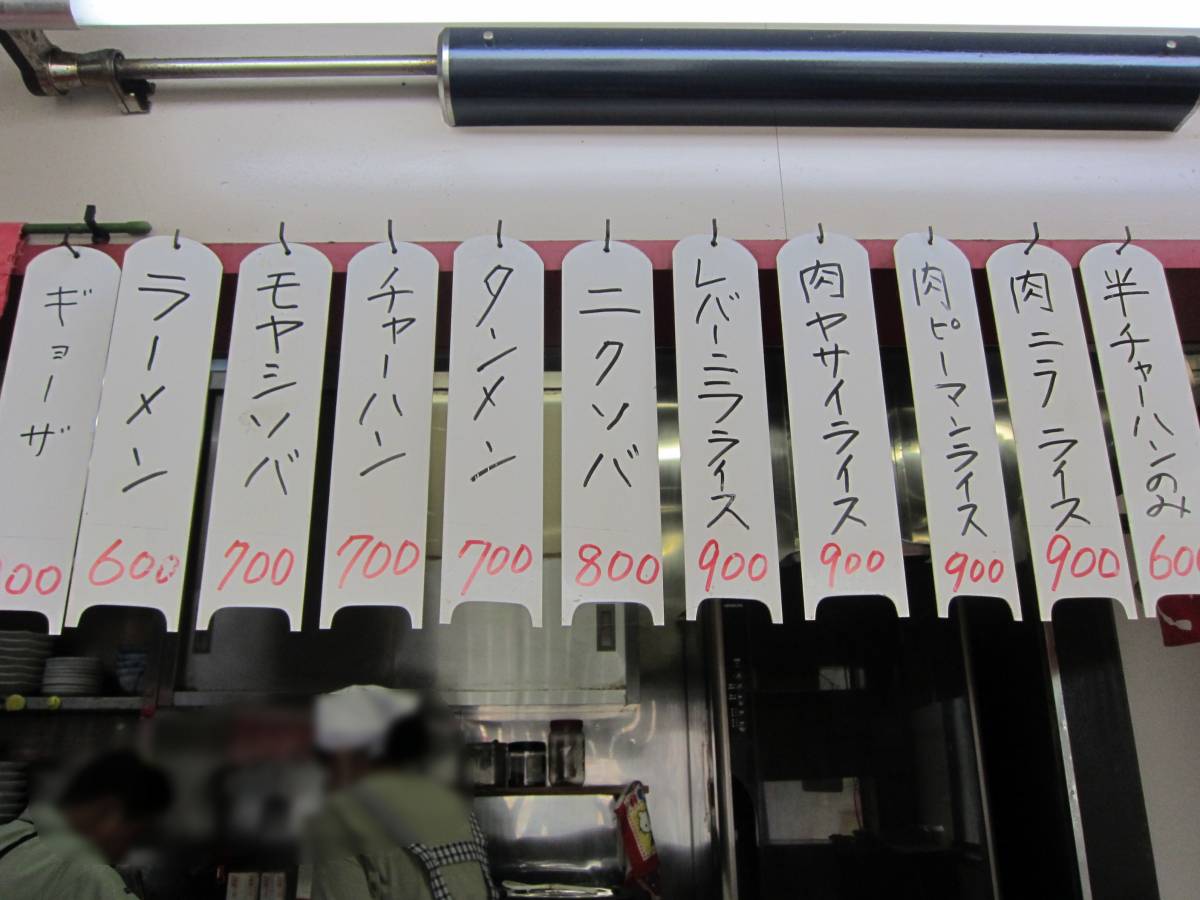 ギョーザ
00
ラーメン
600
モヤシソバ
700
チャーハン
700
ターンメン
700
ニクソバ
800
レバーニラライス
900
肉ヤサイライス
900
肉ピーマンライス
900
肉ニラライス
900
半チャーハンのみ
600